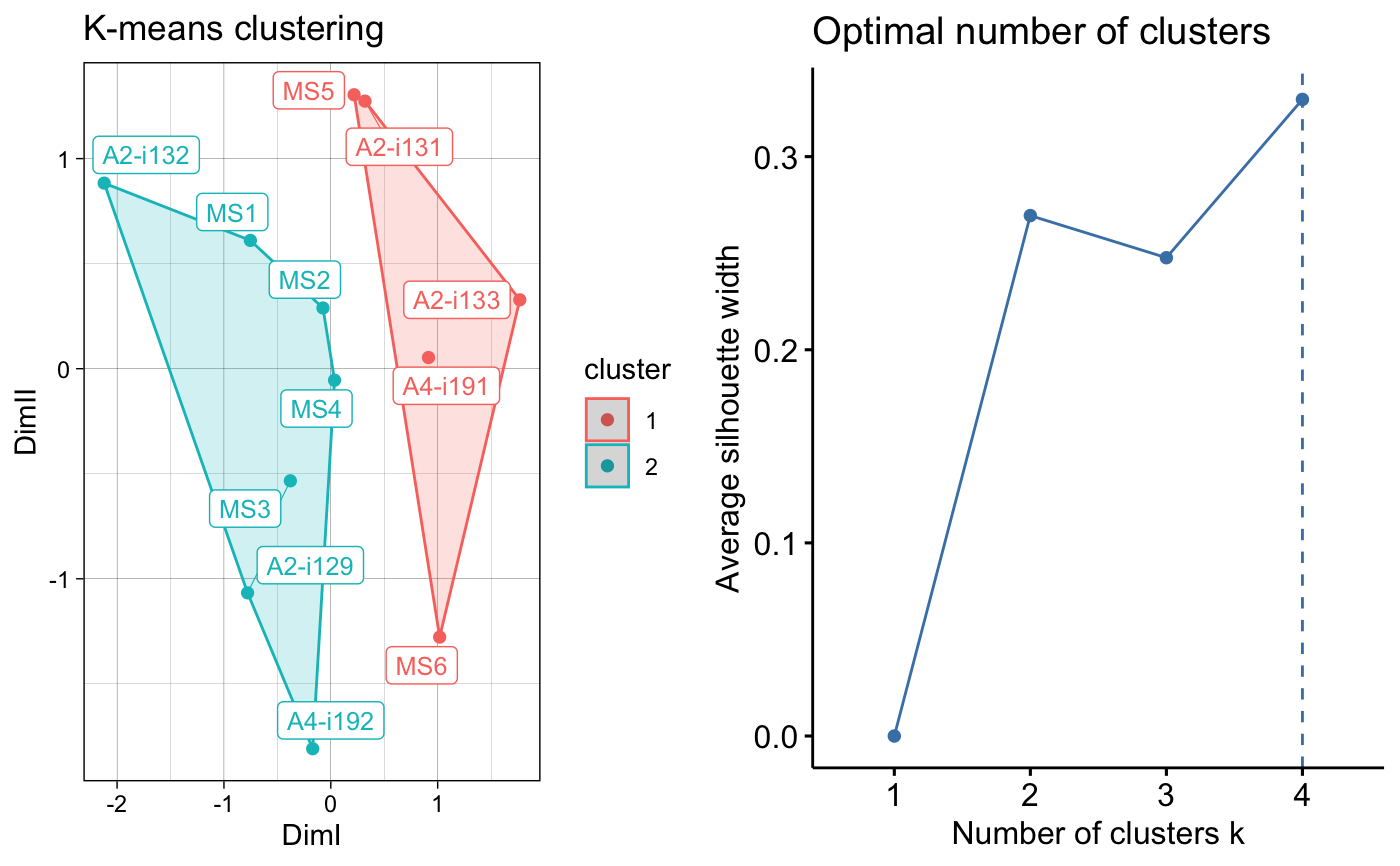 K-means clustering
MS5
A2-i131
A2-i132
MS1
MS2
A2-i133
A4-i191
MS4
MS3
A2-i129
MS6
A4-i192
1
0
-1
DimII
-2 -1 0 1
DimI
cluster
1
2
Optimal number of clusters
0.3
0.2
0.1
0.0
Average silhouette width
1 2 3 4
Number of clusters k